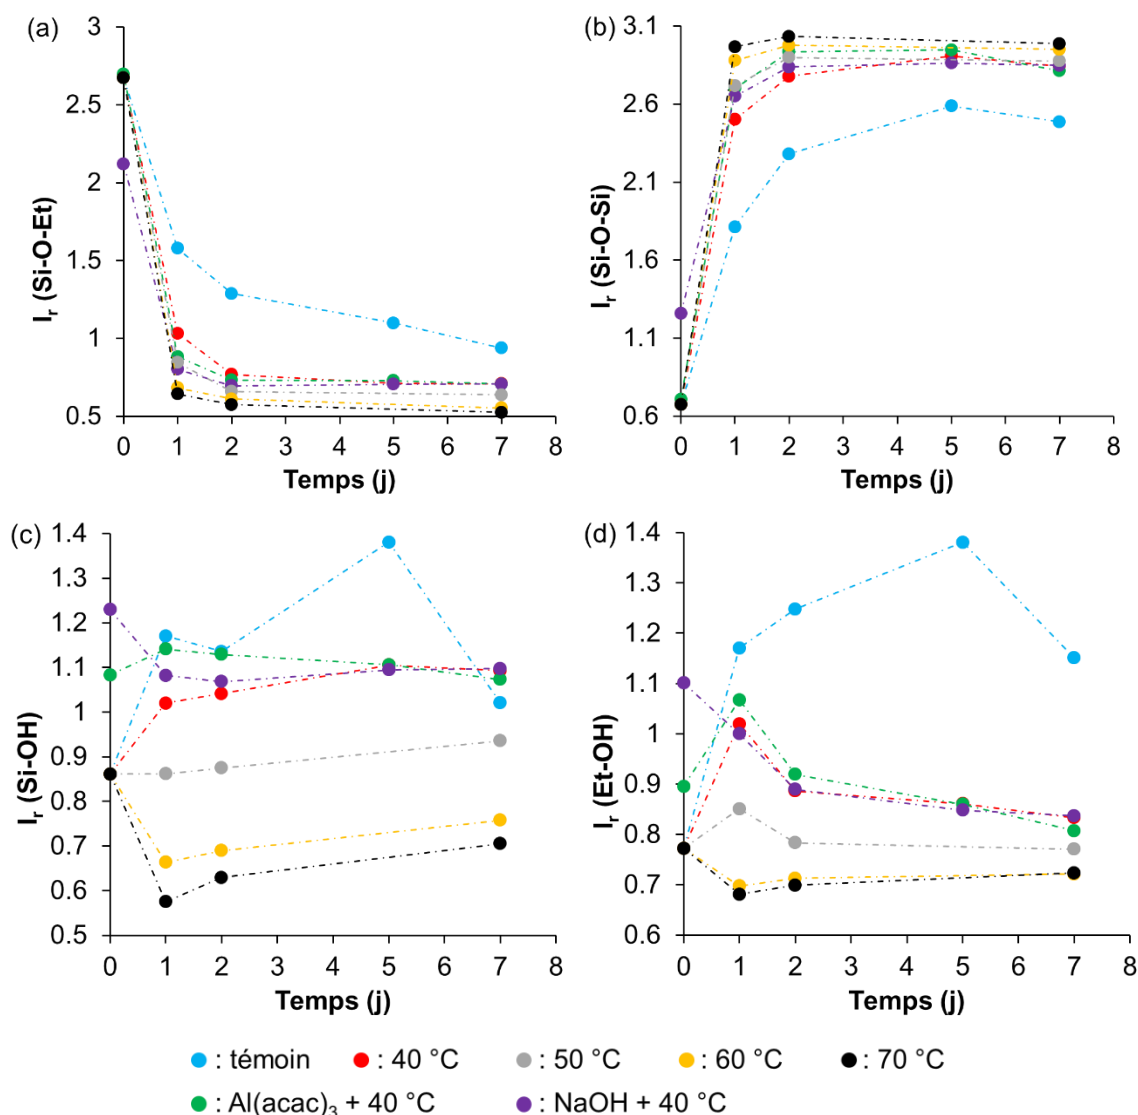 (a)
3
2.5
2
1.5
1
0.5
0 1 2 3 4 5 6 7 8
I_r (Si-O-Et)
Temps (j)
(b)
3.1
2.6
2.1
1.6
1.1
0.6
0 1 2 3 4 5 6 7 8
I_r (Si-O-Si)
Temps (j)
(c)
1.4
1.3
1.2
1.1
1
0.9
0.8
0.7
0.6
0.5
0 1 2 3 4 5 6 7 8
I_r (Si-OH)
Temps (j)
(d)
1.4
1.3
1.2
1.1
1
0.9
0.8
0.7
0.6
0 1 2 3 4 5 6 7 8
I_r (Et-OH)
Temps (j)
: témoin : 40 °C : 50 °C : 60 °C : 70 °C
: Al(acac)₃ + 40 °C : NaOH + 40 °C